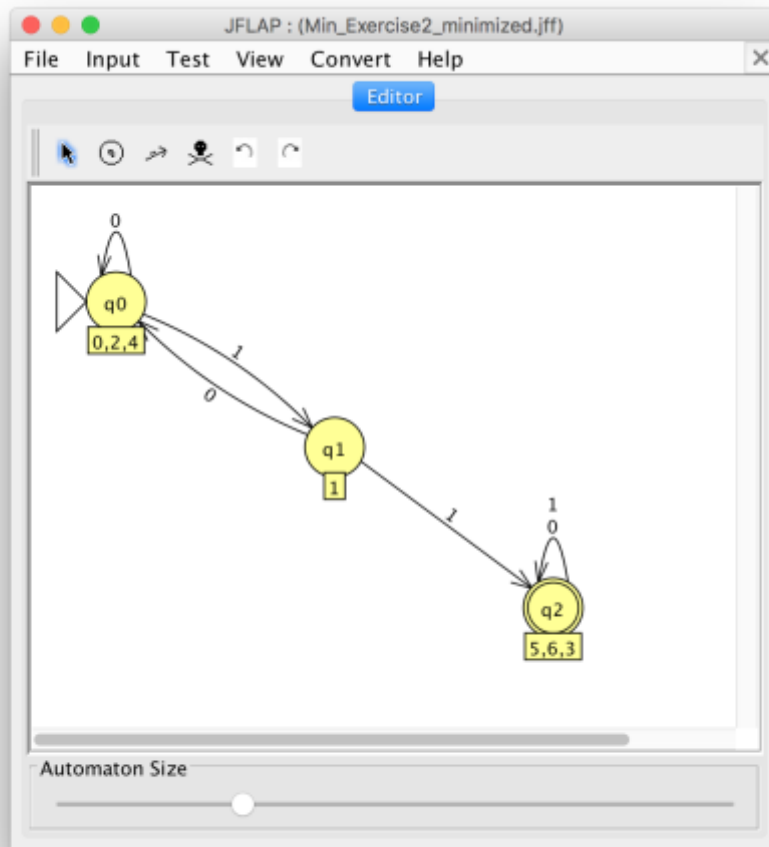 JFLAP : (Min_Exercise2_minimized.jff)
File Input Test View Convert Help
Editor
0
q0
0,2,4
1
0
q1
1
1
1
0
q2
5,6,3
Automaton Size